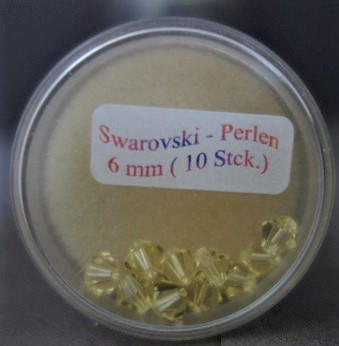 Swarovski - Perlen
6 mm ( 10 Stck.)